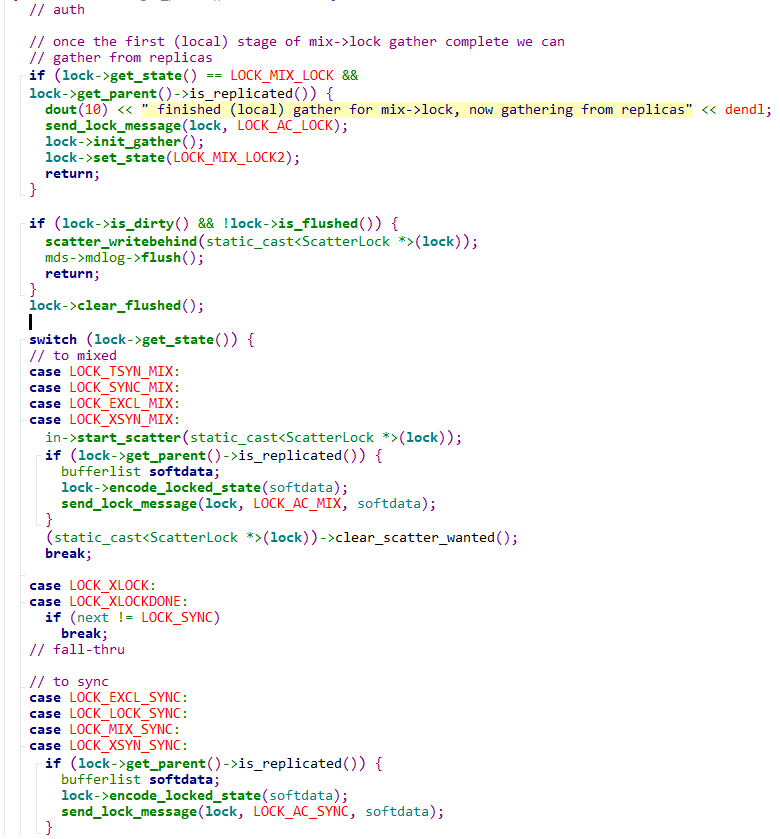 // auth
// once the first (local) stage of mix->lock gather complete we can
// gather from replicas
if (lock->get_state() == LOCK_MIX_LOCK &&
lock->get_parent()->is_replicated()) {
dout(10) << " finished (local) gather for mix->lock, now gathering from replicas" << dendl;
send_lock_message(lock, LOCK_AC_LOCK);
lock->init_gather();
lock->set_state(LOCK_MIX_LOCK2);
return;
}
if (lock->is_dirty() && !lock->is_flushed()) {
scatter_writebehind(static_cast<ScatterLock *>(lock));
mds->mdlog->flush();
return;
}
lock->clear_flushed();
switch (lock->get_state()) {
// to mixed
case LOCK_TSYN_MIX:
case LOCK_SYNC_MIX:
case LOCK_EXCL_MIX:
case LOCK_XSYN_MIX:
in->start_scatter(static_cast<ScatterLock *>(lock));
if (lock->get_parent()->is_replicated()) {
bufferlist softdata;
lock->encode_locked_state(softdata);
send_lock_message(lock, LOCK_AC_MIX, softdata);
}
(static_cast<ScatterLock *>(lock))->clear_scatter_wanted();
break;
case LOCK_XLOCK:
case LOCK_XLOCKDONE:
if (next != LOCK_SYNC)
break;
// fall-thru
// to sync
case LOCK_EXCL_SYNC:
case LOCK_LOCK_SYNC:
case LOCK_MIX_SYNC:
case LOCK_XSYN_SYNC:
if (lock->get_parent()->is_replicated()) {
bufferlist softdata;
lock->encode_locked_state(softdata);
send_lock_message(lock, LOCK_AC_SYNC, softdata);
}